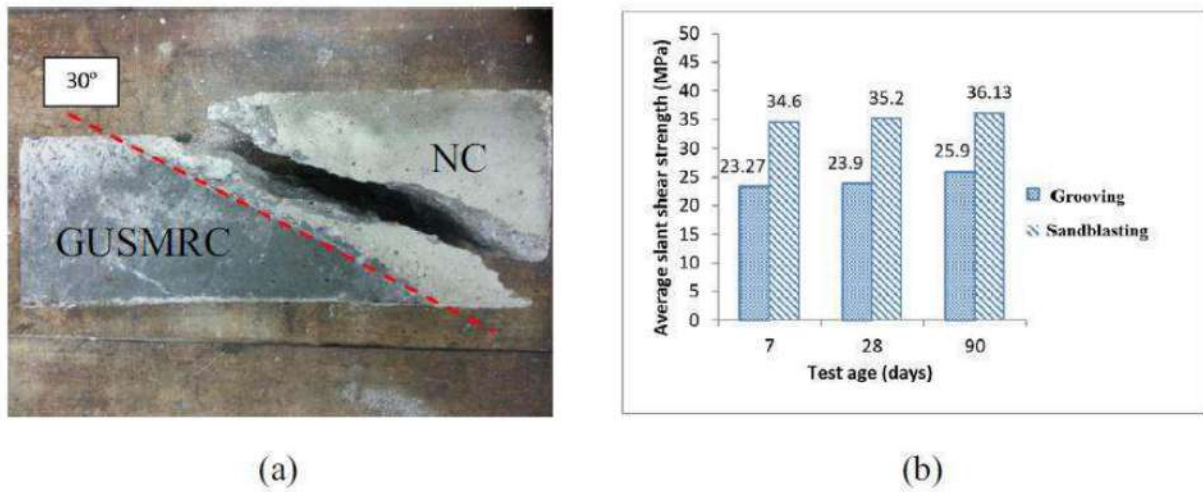 30°
NC
GUSMRC
(a)
Average slant shear strength (MPa)
50
45
40
35
30
25
20
15
10
5
0
23.27
34.6
23.9
35.2
25.9
36.13
7
28
90
Test age (days)
Grooving
Sandblasting
(b)